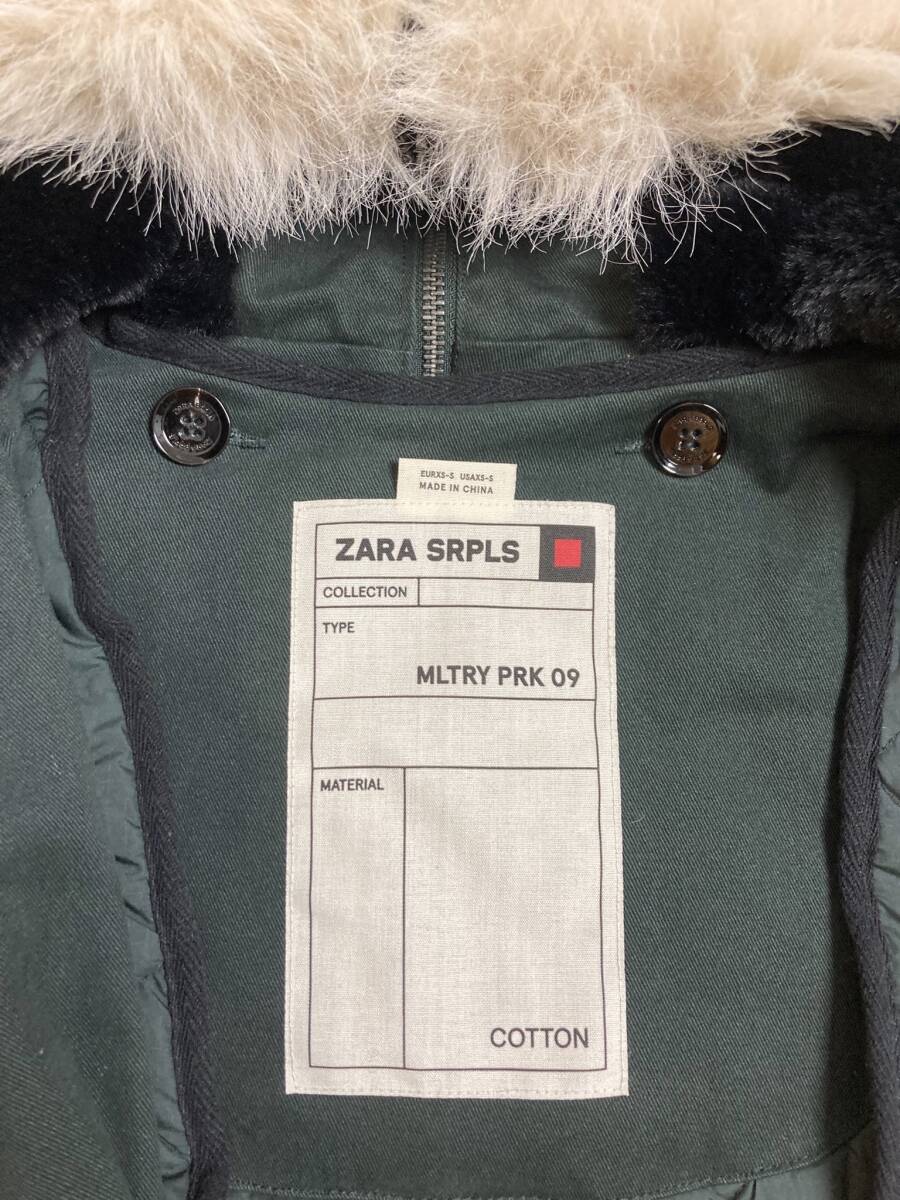 EURXS-S USAXS-S
MADE IN CHINA
ZARA SRPLS
COLLECTION
TYPE
MLTRY PRK 09
MATERIAL
COTTON